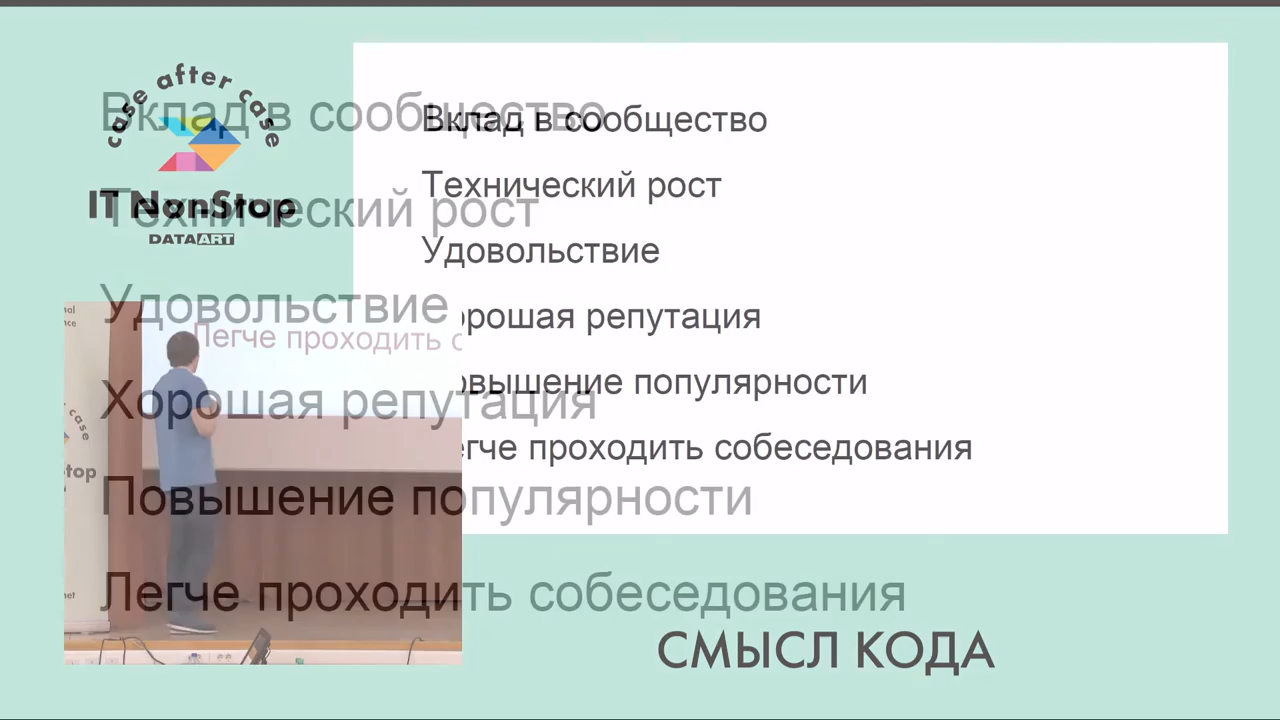 case after case
IT NonStop
DATAART
Вклад в сообщество
Технический рост
Удовольствие
Хорошая репутация
Повышение популярности
Легче проходить собеседования
Вклад в сообщество
Технический рост
Удовольствие
орошая репутация
овышение популярности
егче проходить собеседования
Легче проходить с
СМЫСЛ КОДА